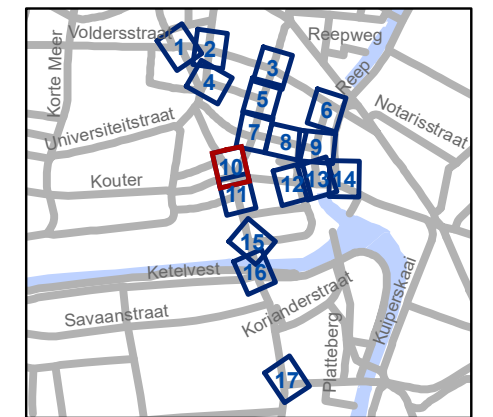 Voldersstraat
Reepweg
Korte Meer
1
2
3
Reep
4
5
6
Notarisstraat
Universiteitstraat
7
8
9
10
Kouter
11
12
13
14
15
Ketelvest
16
Korianderstraat
Kuiperskaai
Savaanstraat
Platteberg
17